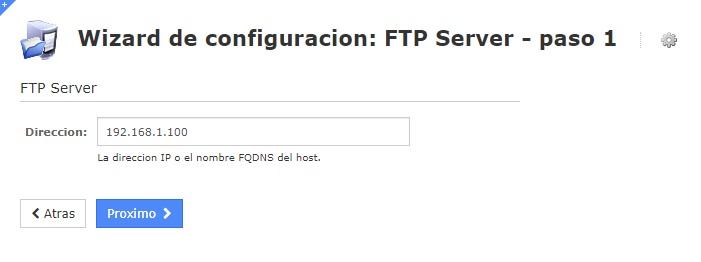 Wizard de configuracion: FTP Server - paso 1
FTP Server
Direccion: 192.168.1.100
La direccion IP o el nombre FQDNS del host.
Atras Proximo